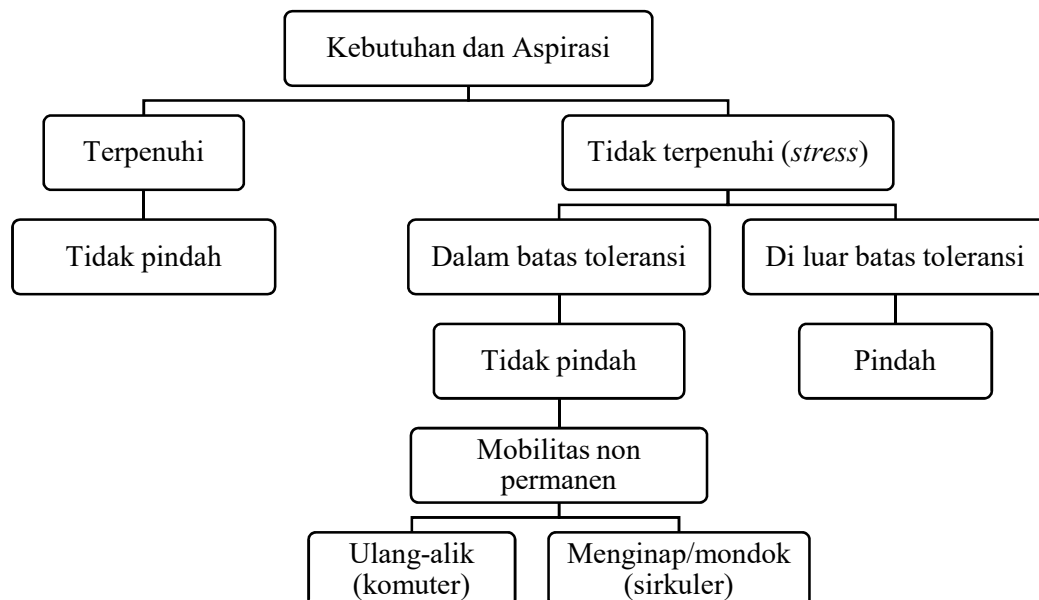 Kebutuhan dan Aspirasi
Terpenuhi
Tidak terpenuhi (stress)
Tidak pindah
Dalam batas toleransi
Di luar batas toleransi
Tidak pindah
Pindah
Mobilitas non
permanen
Ulang-alik
(komuter)
Menginap/mondok
(sirkuler)